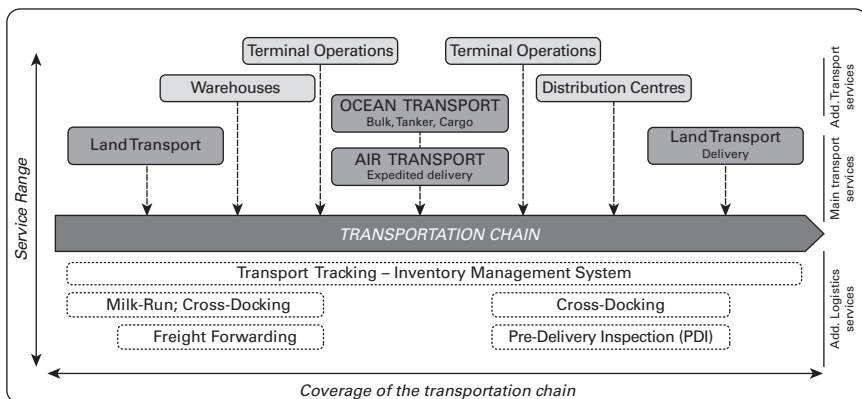 Terminal Operations
Terminal Operations
Warehouses
Distribution Centres
OCEAN TRANSPORT
Bulk, Tanker, Cargo
Land Transport
Land Transport
Delivery
AIR TRANSPORT
Expedited delivery
TRANSPORTATION CHAIN
Transport Tracking – Inventory Management System
Milk-Run; Cross-Docking
Cross-Docking
Freight Forwarding
Pre-Delivery Inspection (PDI)
Coverage of the transportation chain
Service Range
Add. Transport
services
Main transport
services
Add. Logistics
services